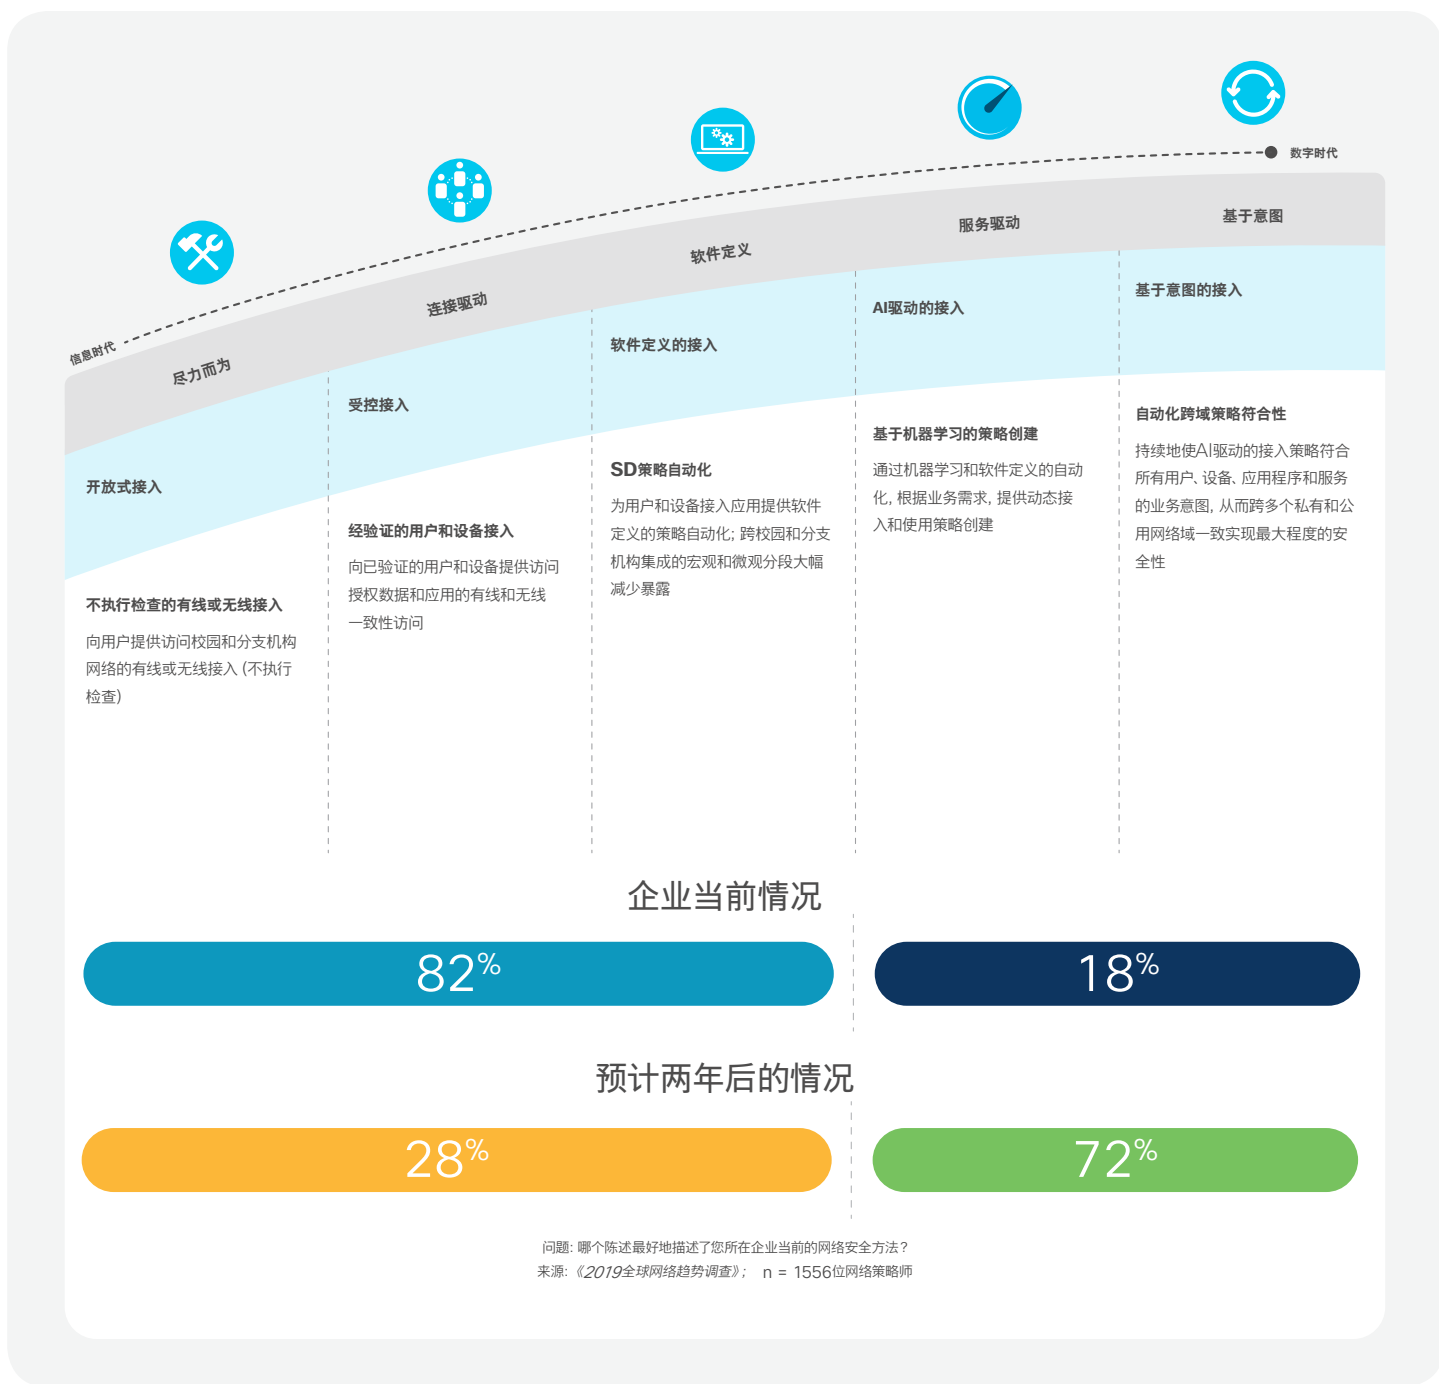 数字时代
信息时代
尽力而为
连接驱动
软件定义
服务驱动
基于意图
开放式接入
不执行检查的有线或无线接入
向用户提供访问校园和分支机构
网络的有线或无线接入 (不执行
检查)
受控接入
经验证的用户和设备接入
向已验证的用户和设备提供访问
授权数据和应用的有线和无线
一致性访问
软件定义的接入
SD策略自动化
为用户和设备接入应用提供软件
定义的策略自动化; 跨校园和分支
机构集成的宏观和微观分段大幅
减少暴露
AI驱动的接入
基于机器学习的策略创建
通过机器学习和软件定义的自动
化, 根据业务需求, 提供动态接
入和使用策略创建
基于意图的接入
自动化跨域策略符合性
持续地使AI驱动的接入策略符合
所有用户、设备、应用程序和服务
的业务意图, 从而跨多个私有和公
用网络域一致实现最大程度的安
全性
企业当前情况
82%
18%
预计两年后的情况
28%
72%
问题: 哪个陈述最好地描述了您所在企业当前的网络安全方法?
来源:《2019全球网络趋势调查》; n = 1556位网络策略师